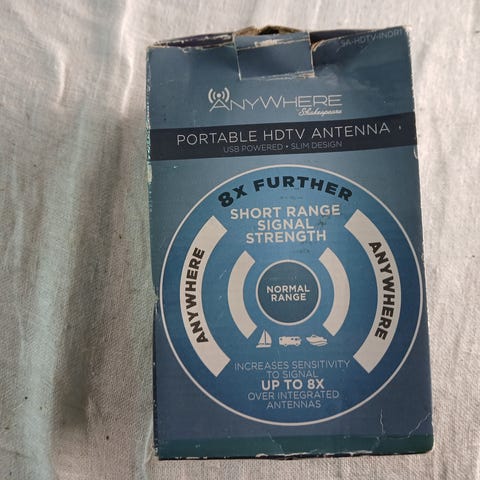 SA-HDTV-INDR1
ANYWHERE
Shakespeare
PORTABLE HDTV ANTENNA
USB POWERED • SLIM DESIGN
8X FURTHER
SHORT RANGE
SIGNAL
STRENGTH
ANYWHERE
NORMAL
RANGE
ANYWHERE
INCREASES SENSITIVITY
TO SIGNAL
UP TO 8X
OVER INTEGRATED
ANTENNAS